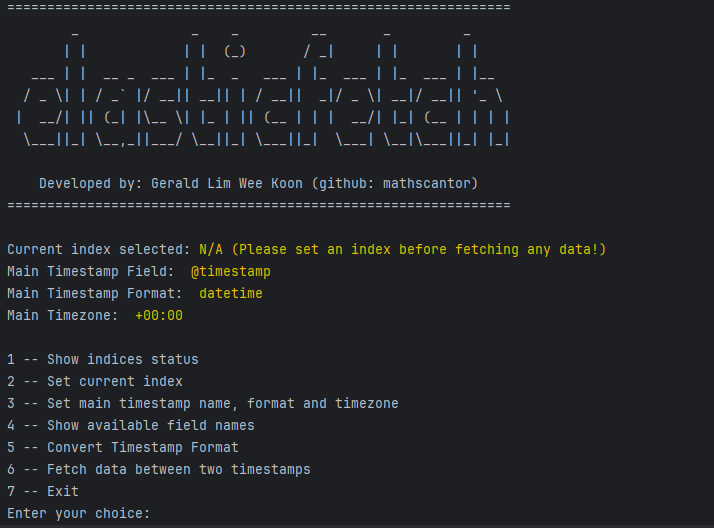 ==============================================================
elasticfetch
Developed by: Gerald Lim Wee Koon (github: mathscantor)
==============================================================
Current index selected: N/A (Please set an index before fetching any data!)
Main Timestamp Field:  @timestamp
Main Timestamp Format:  datetime
Main Timezone:  +00:00
1 -- Show indices status
2 -- Set current index
3 -- Set main timestamp name, format and timezone
4 -- Show available field names
5 -- Convert Timestamp Format
6 -- Fetch data between two timestamps
7 -- Exit
Enter your choice: